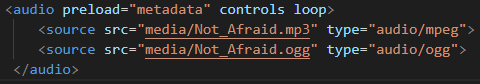 <audio preload="metadata" controls loop>
<source src="media/Not_Afraid.mp3" type="audio/mpeg">
<source src="media/Not_Afraid.ogg" type="audio/ogg">
</audio>